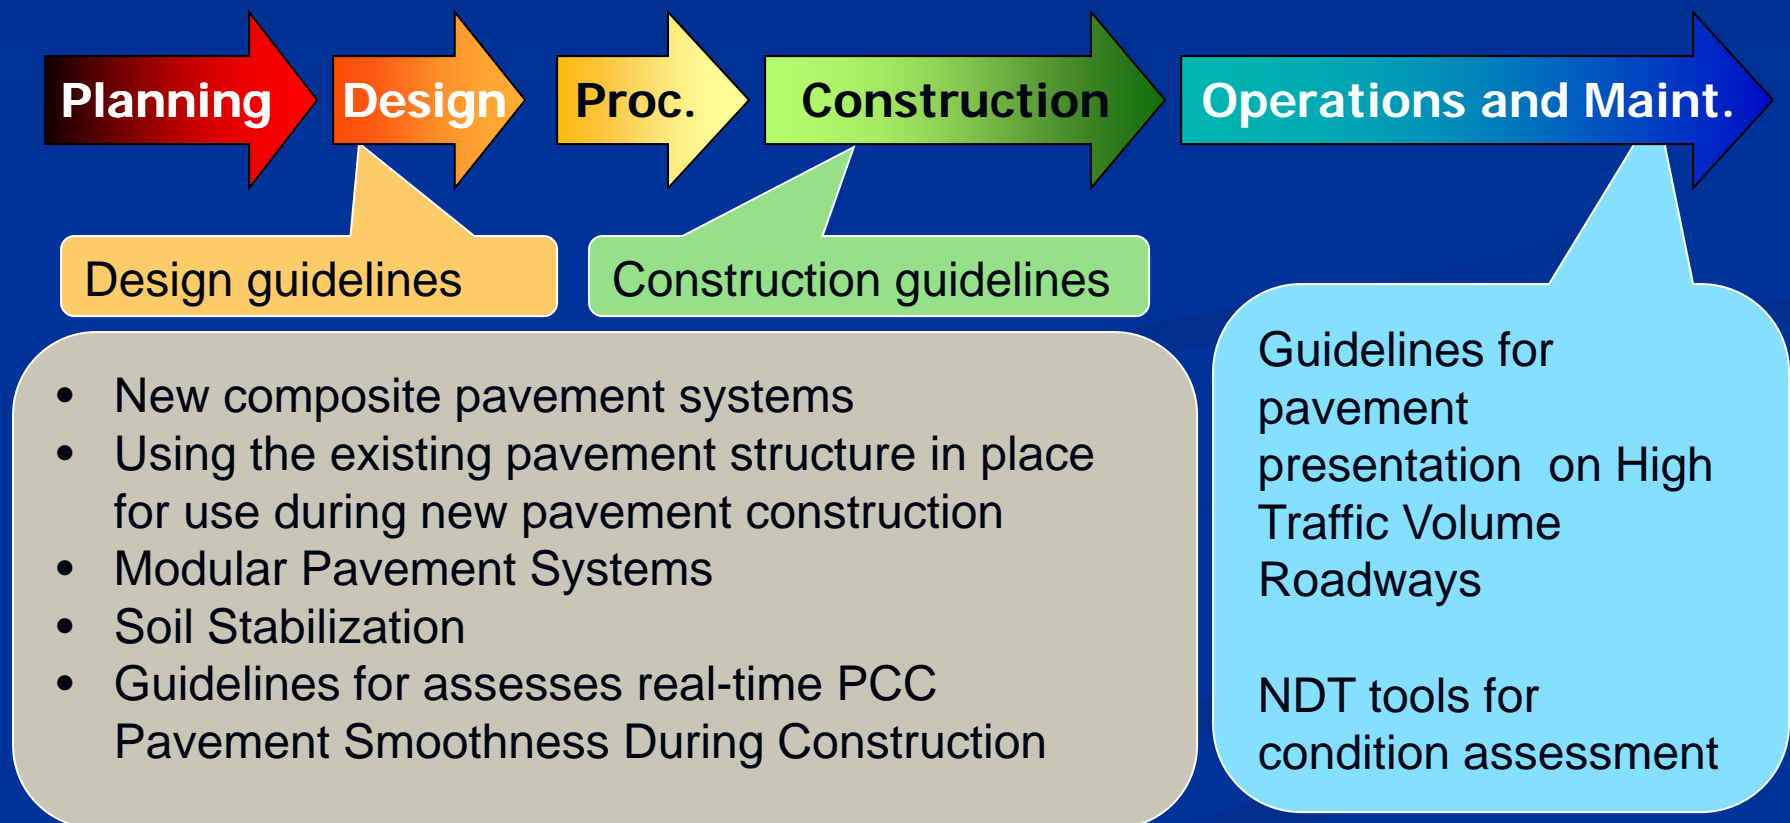 Planning
Design
Proc.
Construction
Operations and Maint.
Design guidelines
Construction guidelines
• New composite pavement systems
• Using the existing pavement structure in place
for use during new pavement construction
• Modular Pavement Systems
• Soil Stabilization
• Guidelines for assesses real-time PCC
Pavement Smoothness During Construction
Guidelines for
pavement
presentation on High
Traffic Volume
Roadways
NDT tools for
condition assessment